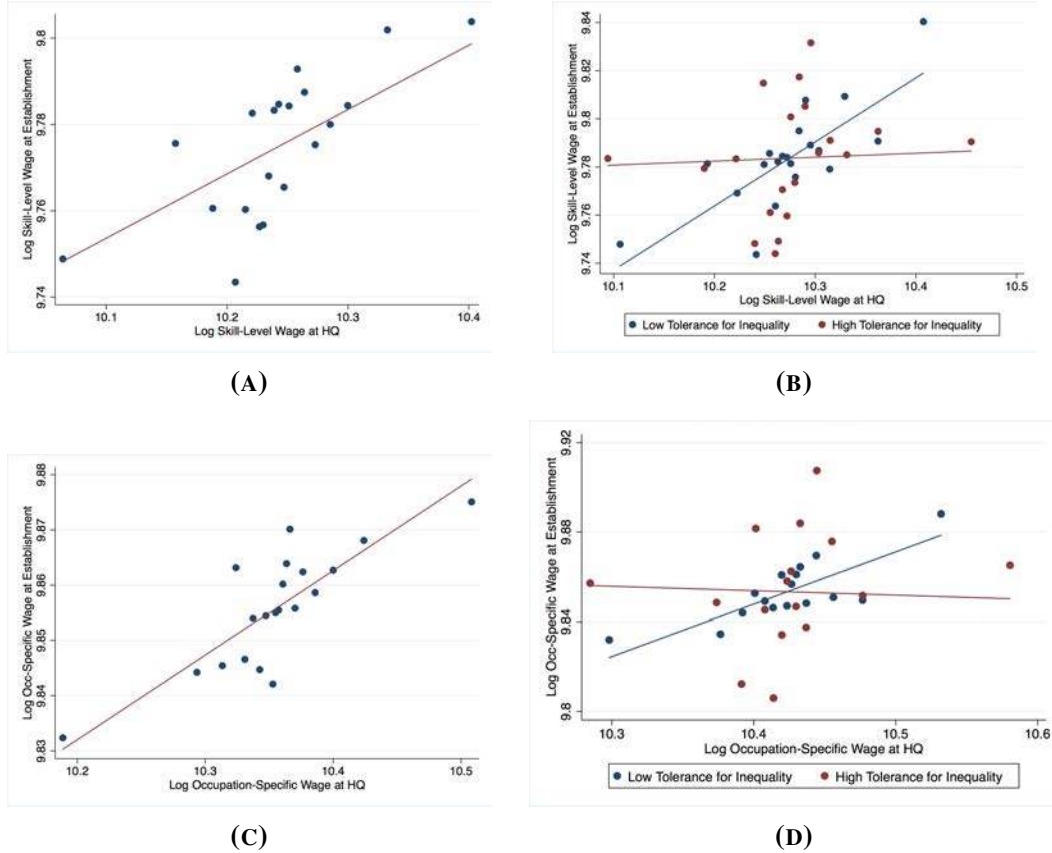 Log Skill-Level Wage at Establishment
9.8
9.78
9.76
9.74
10.1
10.2
10.3
10.4
Log Skill-Level Wage at HQ
(A)
Log Skill-Level Wage at Establishment
9.84
9.82
9.8
9.78
9.76
9.74
10.1
10.2
10.3
10.4
10.5
Log Skill-Level Wage at HQ
Low Tolerance for Inequality
High Tolerance for Inequality
(B)
Log Occ-Specific Wage at Establishment
9.88
9.87
9.86
9.85
9.84
9.83
10.2
10.3
10.4
10.5
Log Occupation-Specific Wage at HQ
(C)
Log Occ-Specific Wage at Establishment
9.92
9.88
9.84
9.8
10.3
10.4
10.5
10.6
Log Occupation-Specific Wage at HQ
Low Tolerance for Inequality
High Tolerance for Inequality
(D)